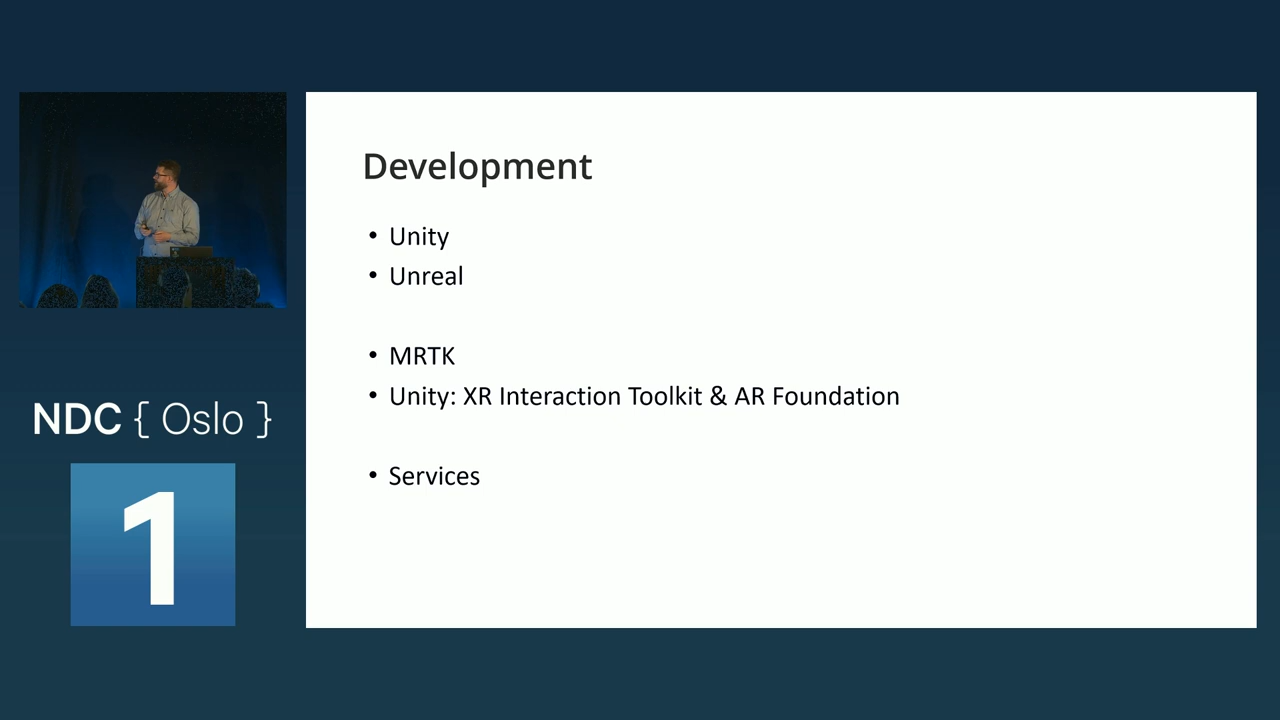 NDC { Oslo }
1
Development
• Unity
• Unreal
• MRTK
• Unity: XR Interaction Toolkit & AR Foundation
• Services